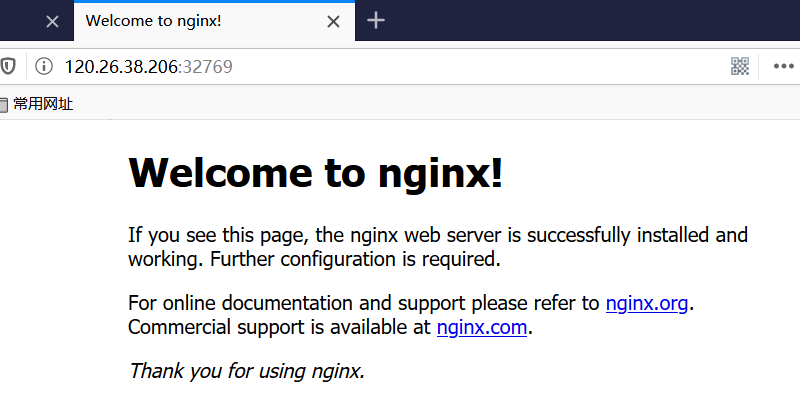 Welcome to nginx!
120.26.38.206:32769
常用网址
Welcome to nginx!
If you see this page, the nginx web server is successfully installed and
working. Further configuration is required.
For online documentation and support please refer to nginx.org.
Commercial support is available at nginx.com.
Thank you for using nginx.